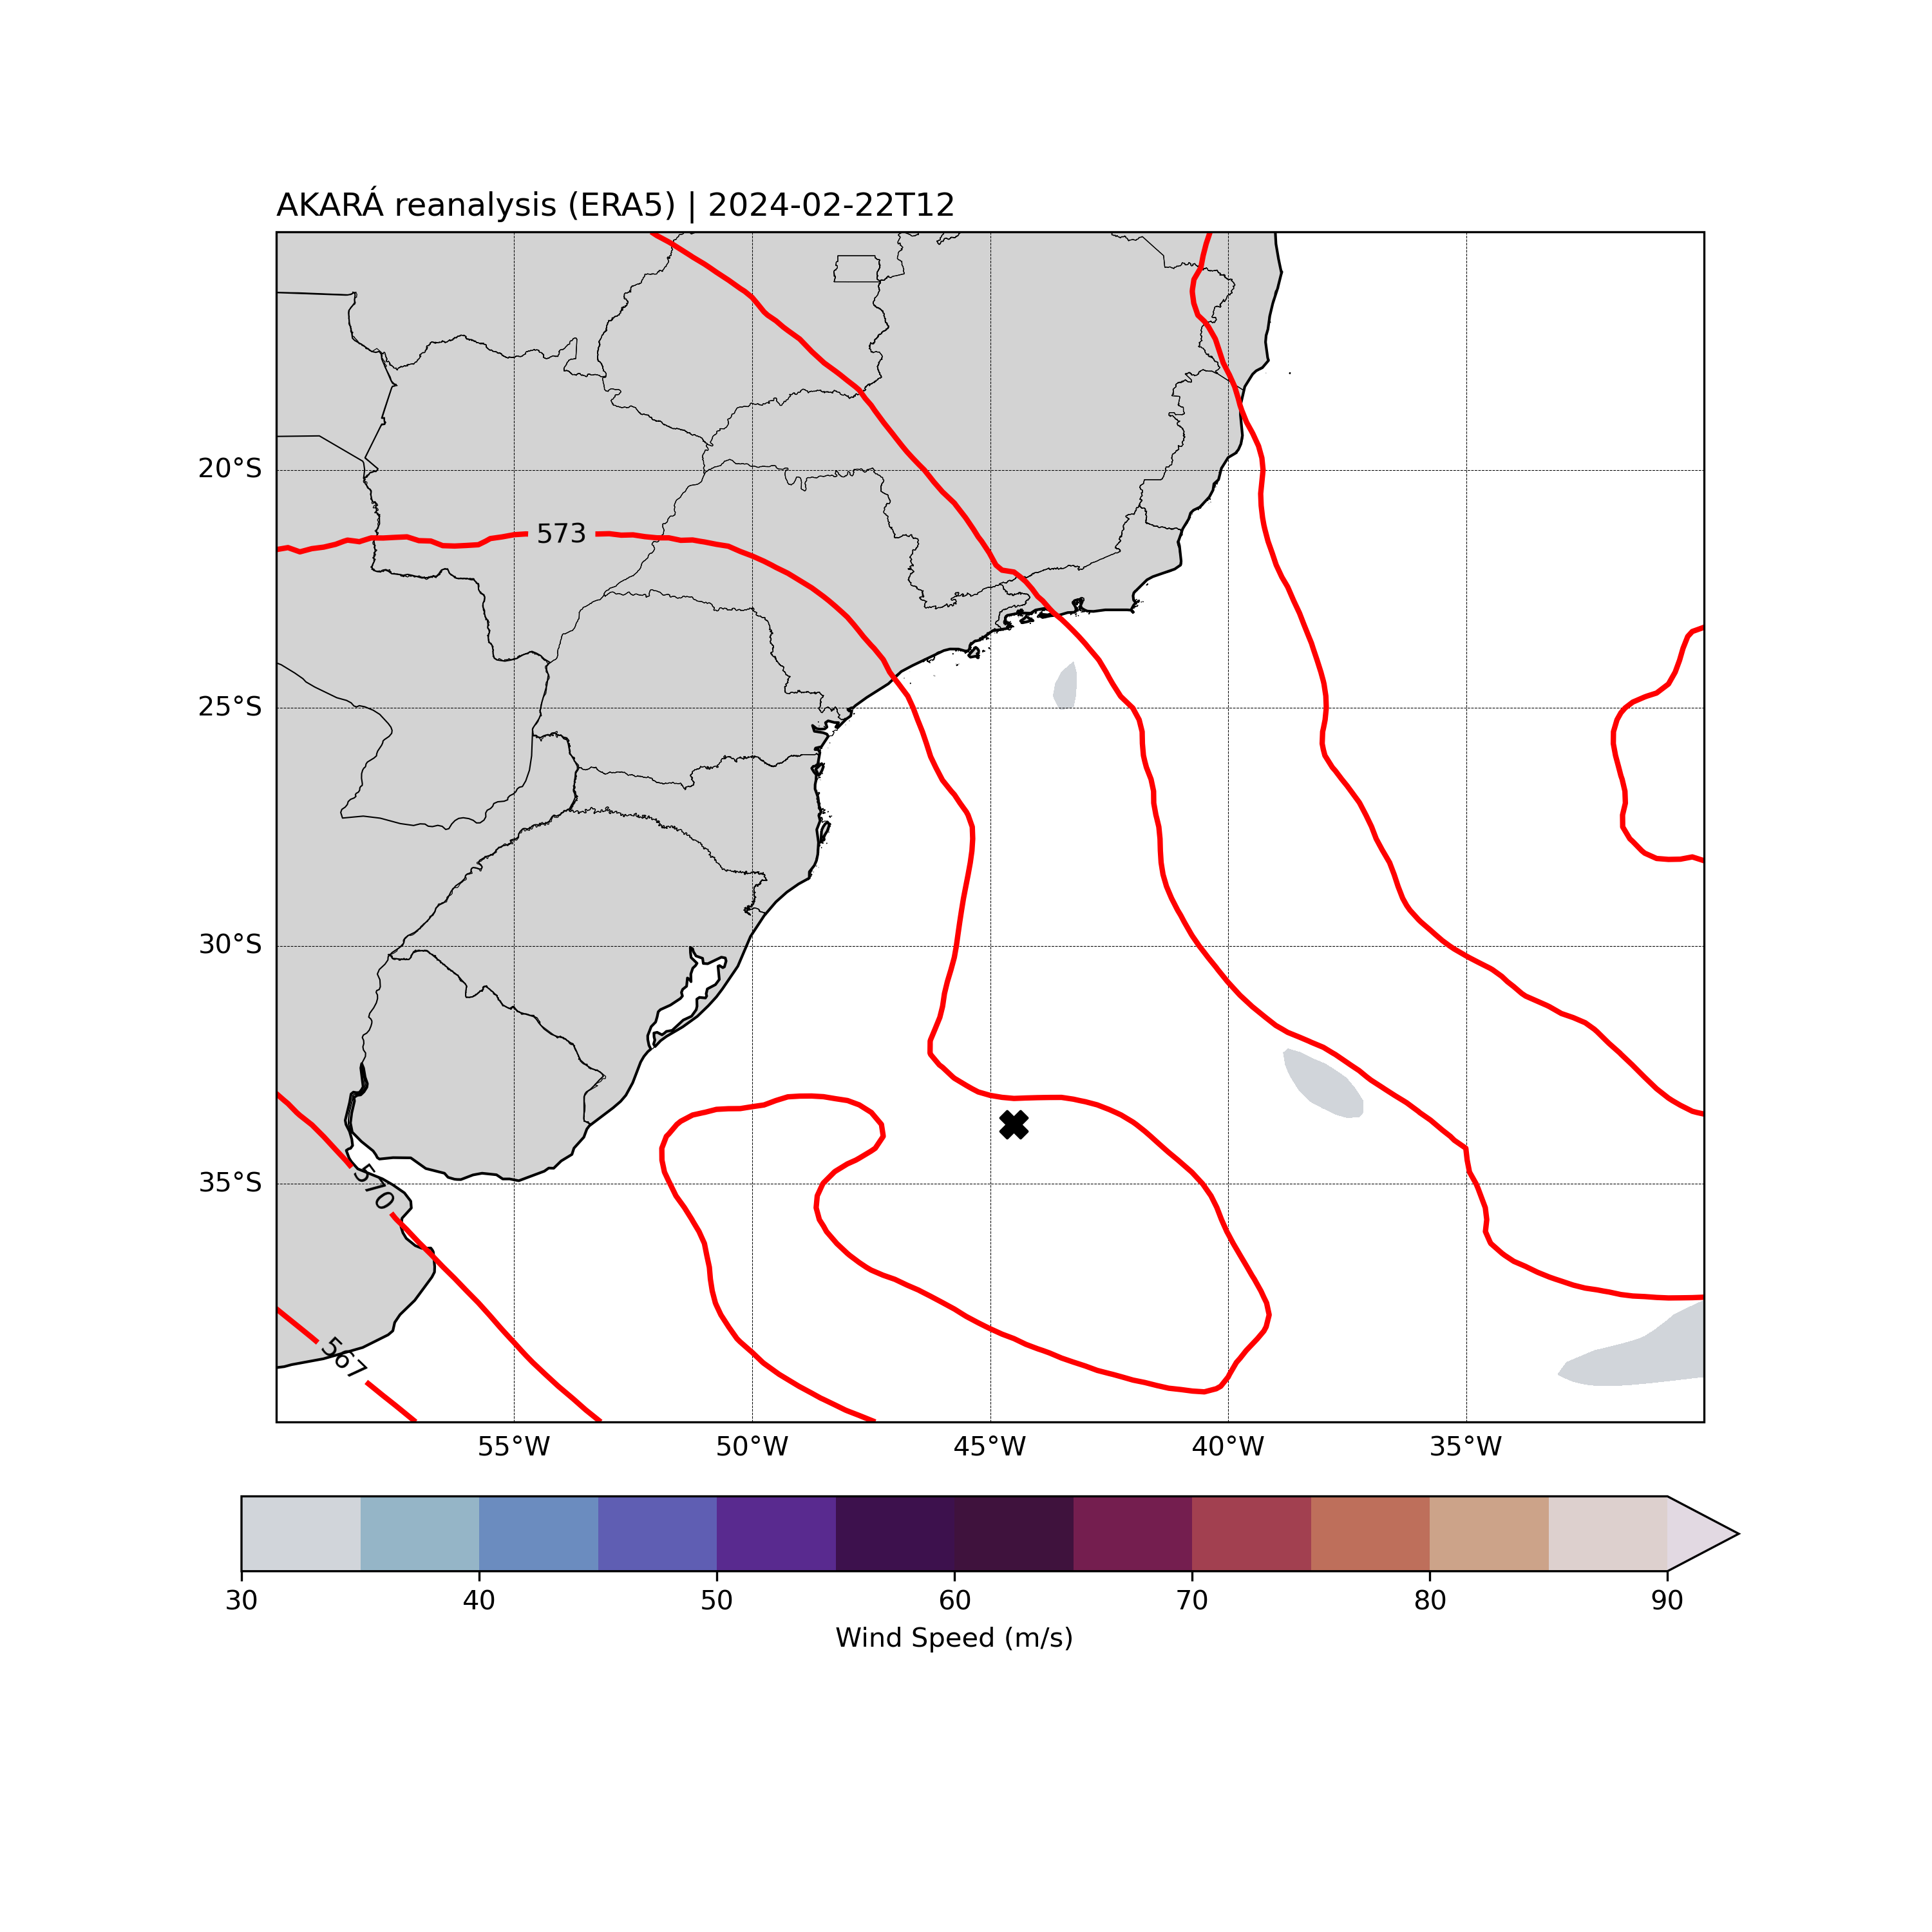 AKARÁ reanalysis (ERA5) | 2024-02-22T12
20°S
573
25°S
30°S
570
35°S
567
55°W 50°W 45°W 40°W 35°W
30 40 50 60 70 80 90
Wind Speed (m/s)